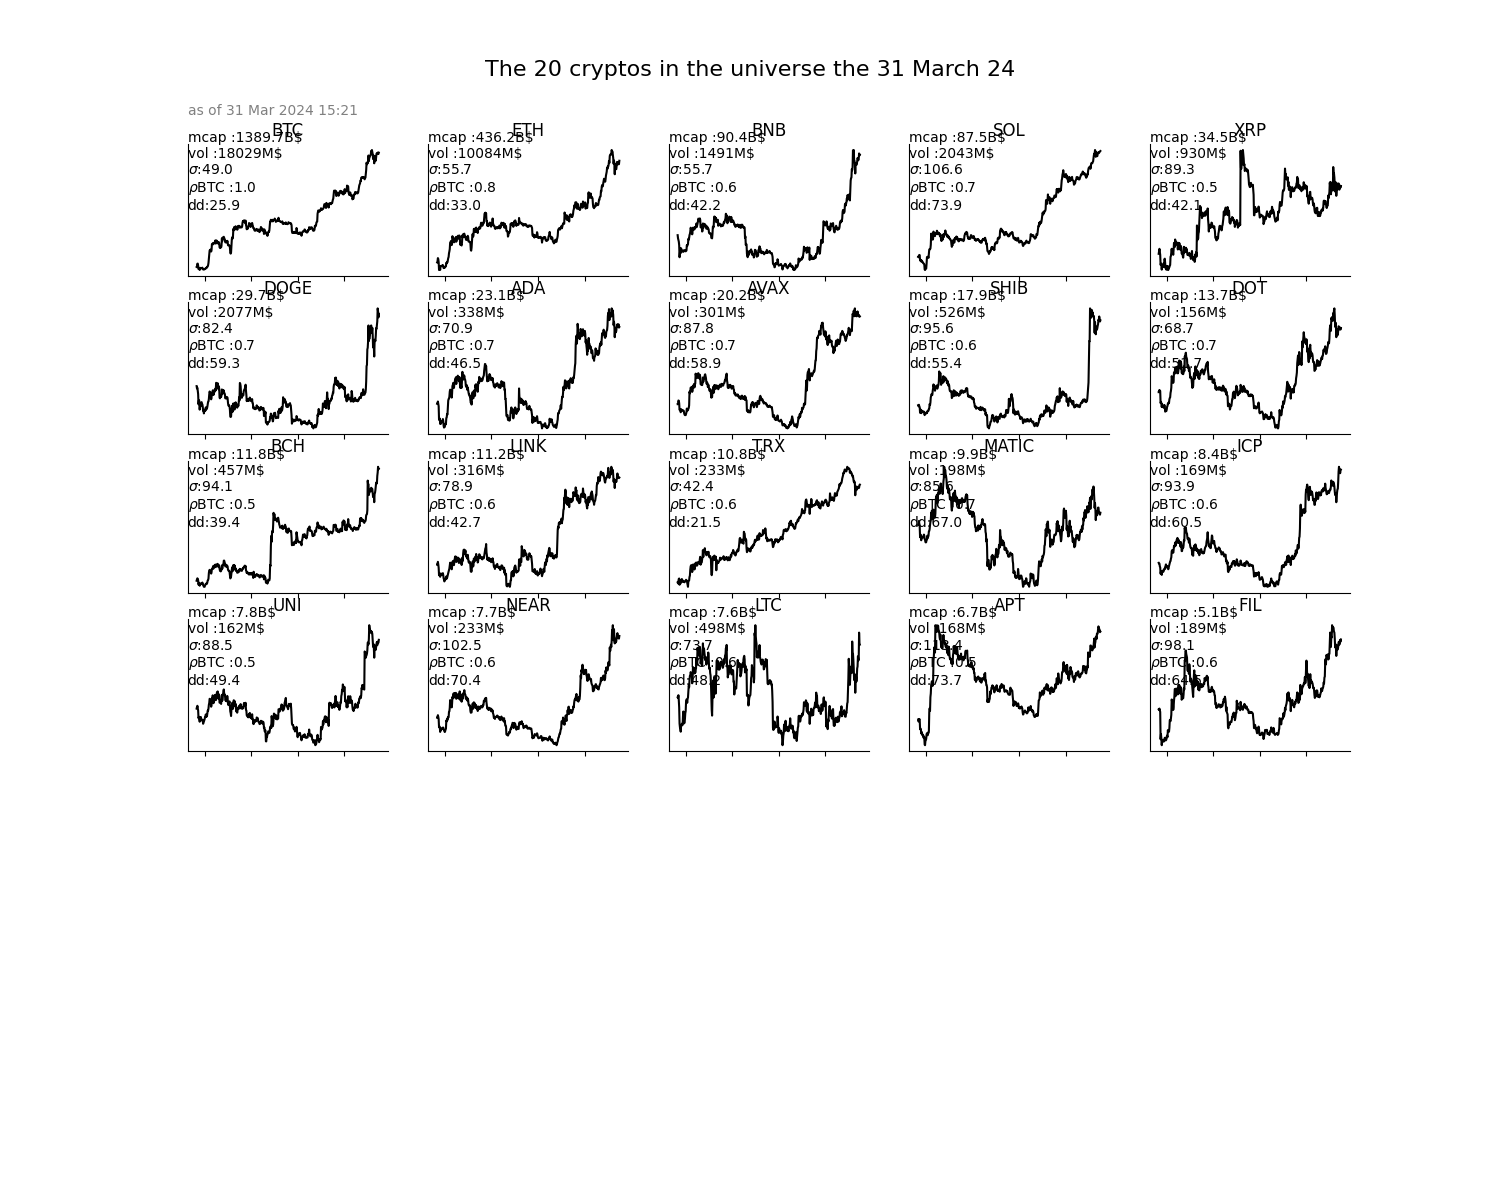 The 20 cryptos in the universe the 31 March 24
as of 31 Mar 2024 15:21
BTC
mcap :1389.7B$
vol :18029M$
σ:49.0
ρBTC :1.0
dd:25.9
ETH
mcap :436.2B$
vol :10084M$
σ:55.7
ρBTC :0.8
dd:33.0
BNB
mcap :90.4B$
vol :1491M$
σ:55.7
ρBTC :0.6
dd:42.2
SOL
mcap :87.5B$
vol :2043M$
σ:106.6
ρBTC :0.7
dd:73.9
XRP
mcap :34.5B$
vol :930M$
σ:89.3
ρBTC :0.5
dd:42.1
DOGE
mcap :29.7B$
vol :2077M$
σ:82.4
ρBTC :0.7
dd:59.3
ADA
mcap :23.1B$
vol :338M$
σ:70.9
ρBTC :0.7
dd:46.5
AVAX
mcap :20.2B$
vol :301M$
σ:87.8
ρBTC :0.7
dd:58.9
SHIB
mcap :17.9B$
vol :526M$
σ:95.6
ρBTC :0.6
dd:55.4
DOT
mcap :13.7B$
vol :156M$
σ:68.7
ρBTC :0.7
BCH
mcap :11.8B$
vol :457M$
σ:94.1
ρBTC :0.5
dd:39.4
LINK
mcap :11.2B$
vol :316M$
σ:78.9
ρBTC :0.6
dd:42.7
TRX
mcap :10.8B$
vol :233M$
σ:42.4
ρBTC :0.6
dd:21.5
MATIC
mcap :9.9B$
vol :198M$
ρBTC :0.7
dd:67.0
ICP
mcap :8.4B$
vol :169M$
σ:93.9
ρBTC :0.6
dd:60.5
UNI
mcap :7.8B$
vol :162M$
σ:88.5
ρBTC :0.5
dd:49.4
NEAR
mcap :7.7B$
vol :233M$
σ:102.5
ρBTC :0.6
dd:70.4
LTC
mcap :7.6B$
vol :498M$
σ:73.7
ρBTC :0.6
dd:48.2
APT
mcap :6.7B$
vol :168M$
ρBTC :0.5
dd:73.7
FIL
mcap :5.1B$
vol :189M$
σ:98.1
ρBTC :0.6